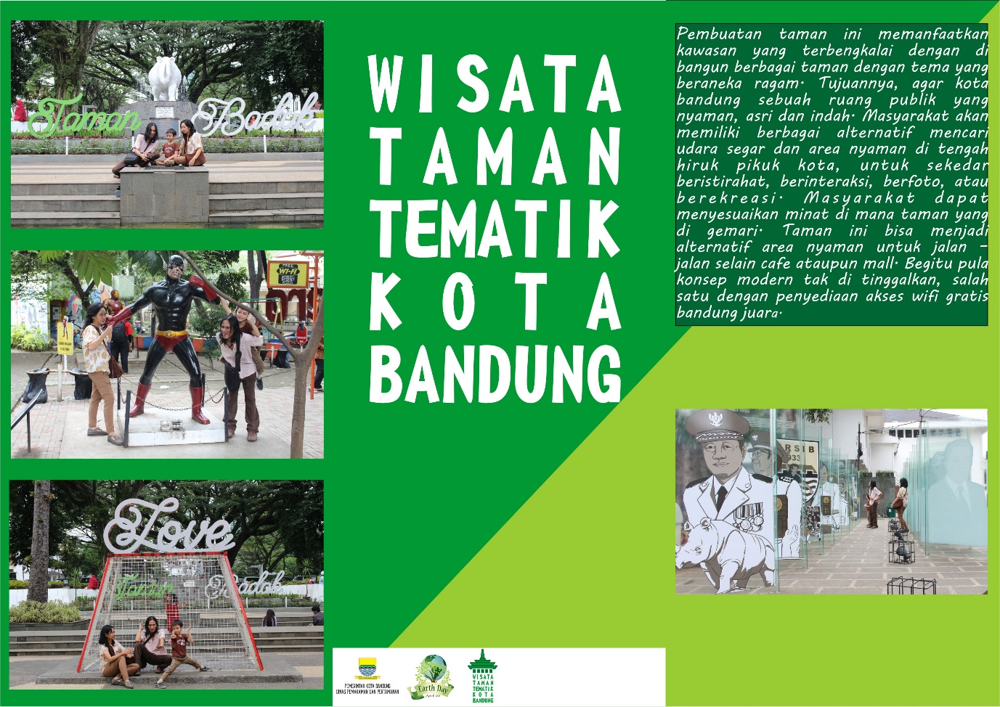 Taman Badak
FREE
Wi-Fi
Love
Taman Badak
WISATA
TAMAN
TEMATIK
KOTA
BANDUNG
PEMERINTAH KOTA BANDUNG
DINAS PEMAKAMAN DAN PERTAMANAN
Earth Day
WISATA
TAMAN
TEMATIK
KOTA
BANDUNG
Pembuatan taman ini memanfaatkan
kawasan yang terbengkalai dengan di
bangun berbagai taman dengan tema yang
beraneka ragam. Tujuannya, agar kota
bandung sebuah ruang publik yang
nyaman, asri dan indah. Masyarakat akan
memiliki berbagai alternatif mencari
udara segar dan area nyaman di tengah
hiruk pikuk kota, untuk sekedar
beristirahat, berinteraksi, berfoto, atau
berekreasi. Masyarakat dapat
menyesuaikan minat di mana taman yang
di gemari. Taman ini bisa menjadi
alternatif area nyaman untuk jalan –
jalan selain cafe ataupun mall. Begitu pula
konsep modern tak di tinggalkan, salah
satu dengan penyediaan akses wifi gratis
bandung juara.
RSIB
933